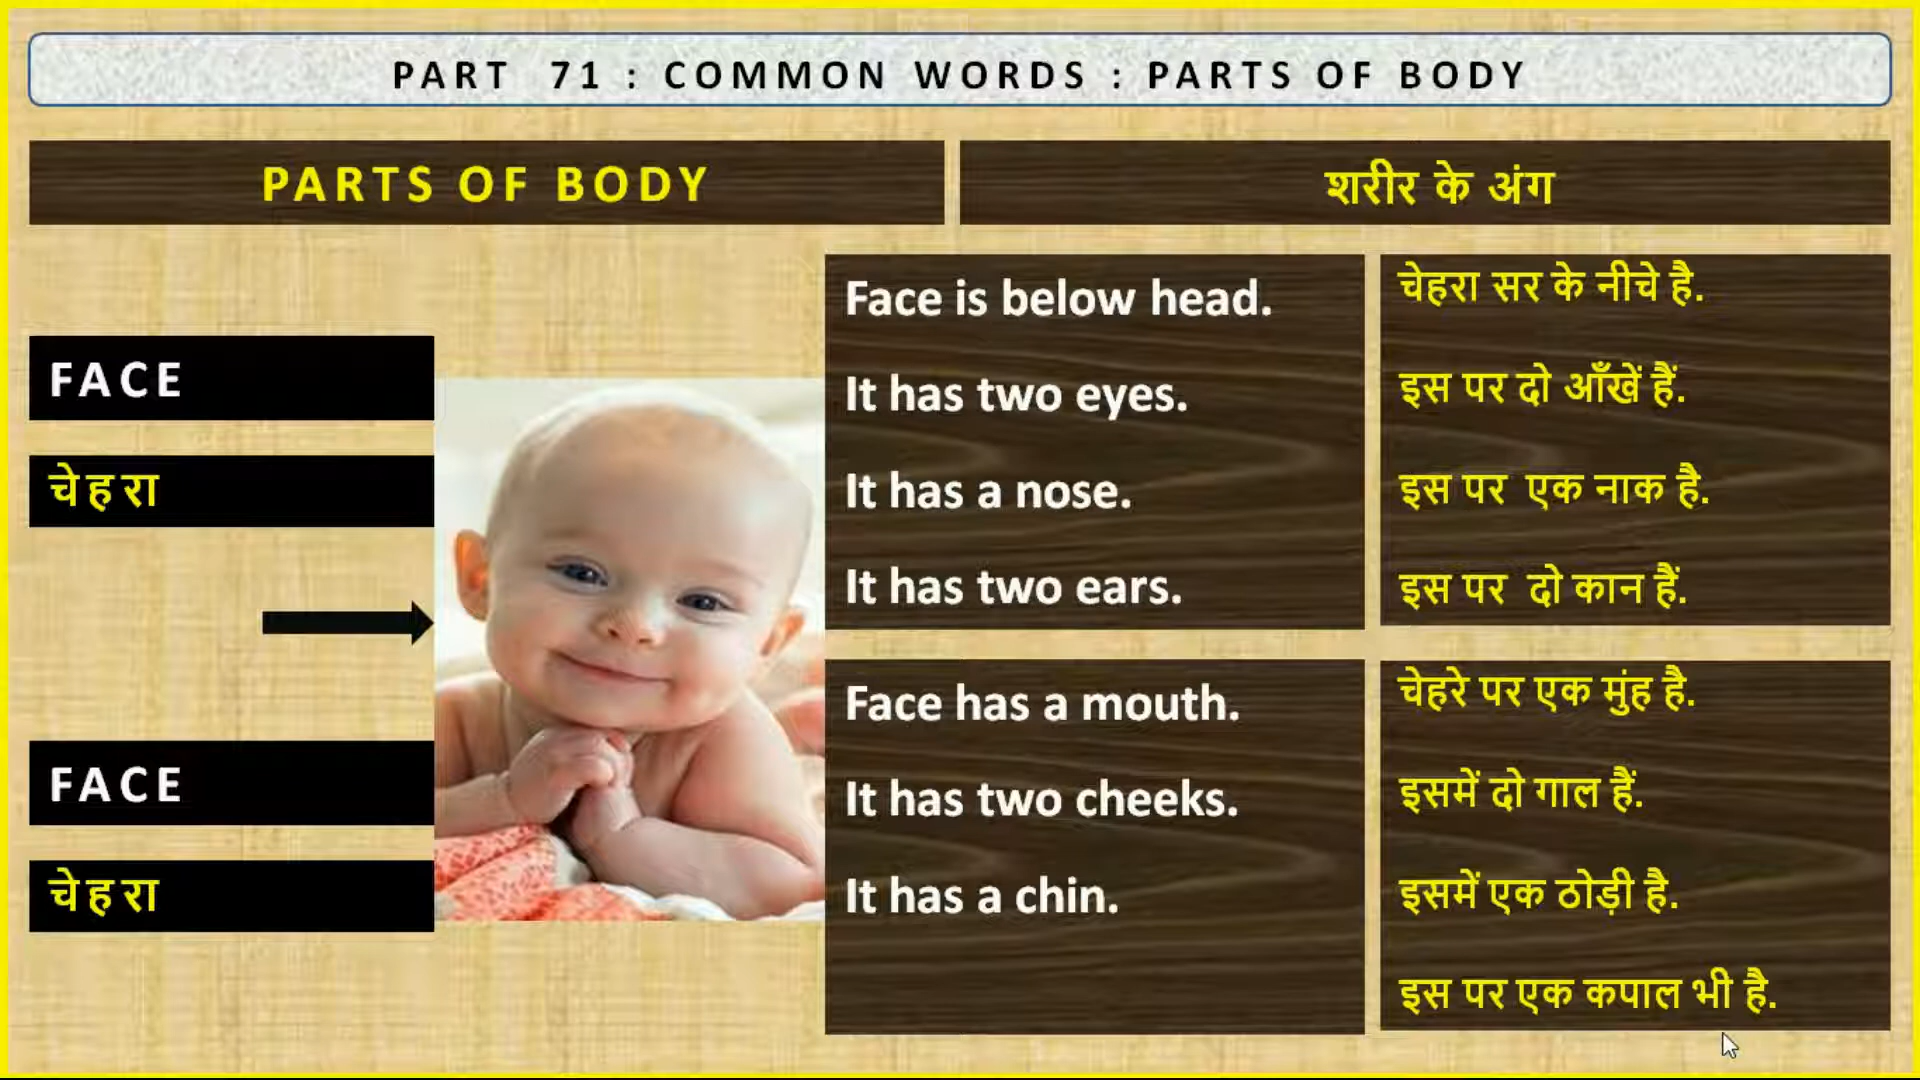 PART 71 : COMMON WORDS : PARTS OF BODY
PARTS OF BODY
शरीर के अंग
FACE
चेहरा
Face is below head.
It has two eyes.
It has a nose.
It has two ears.
चेहरा सर के नीचे है.
इस पर दो आँखें हैं.
इस पर एक नाक है.
इस पर दो कान हैं.
FACE
चेहरा
Face has a mouth.
It has two cheeks.
It has a chin.
चेहरे पर एक मुंह है.
इसमें दो गाल हैं.
इसमें एक ठोड़ी है.
इस पर एक कपाल भी है.